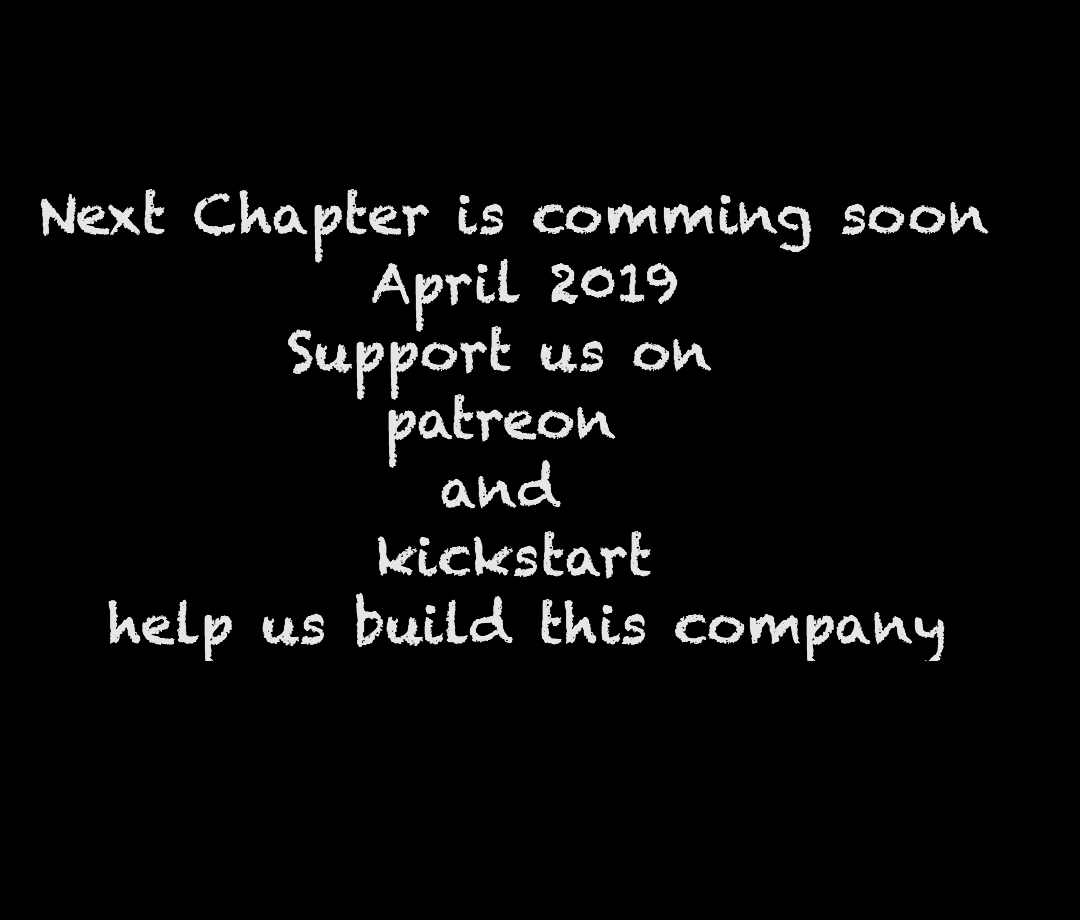 Next Chapter is comming soon
April 2019
Support us on
patreon
and
kickstart
help us build this company